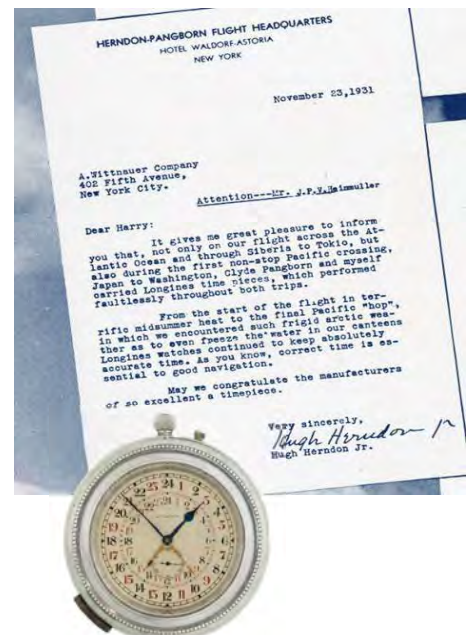 HERNDON-PANGBORN FLIGHT HEADQUARTERS
HOTEL WALDORF-ASTORIA
NEW YORK
November 23,1931
A.Wittnauer Company
402 Fifth Avenue,
New York City.
Attention---Mr. J.P.V.Heinmuller
Dear Harry:
It gives me great pleasure to inform
you that, not only on our flight across the At-
lantic Ocean and through Siberia to Tokio, but
also during the first non-stop Pacific crossing,
Japan to Washington, Clyde Pangborn and myself
carried Longines time pieces, which performed
faultlessly throughout both trips.
From the start of the flight in ter-
rific midsummer heat to the final Pacific "hop",
in which we encountered such frigid arctic wea-
ther as to even freeze the water in our canteens
Longines watches continued to keep absolutely
accurate time. As you know, correct time is es-
sential to good navigation.
May we congratulate the manufacturers
of so excellent a timepiece.
Very sincerely,
Hugh Herndon Jr
Hugh Herndon Jr.